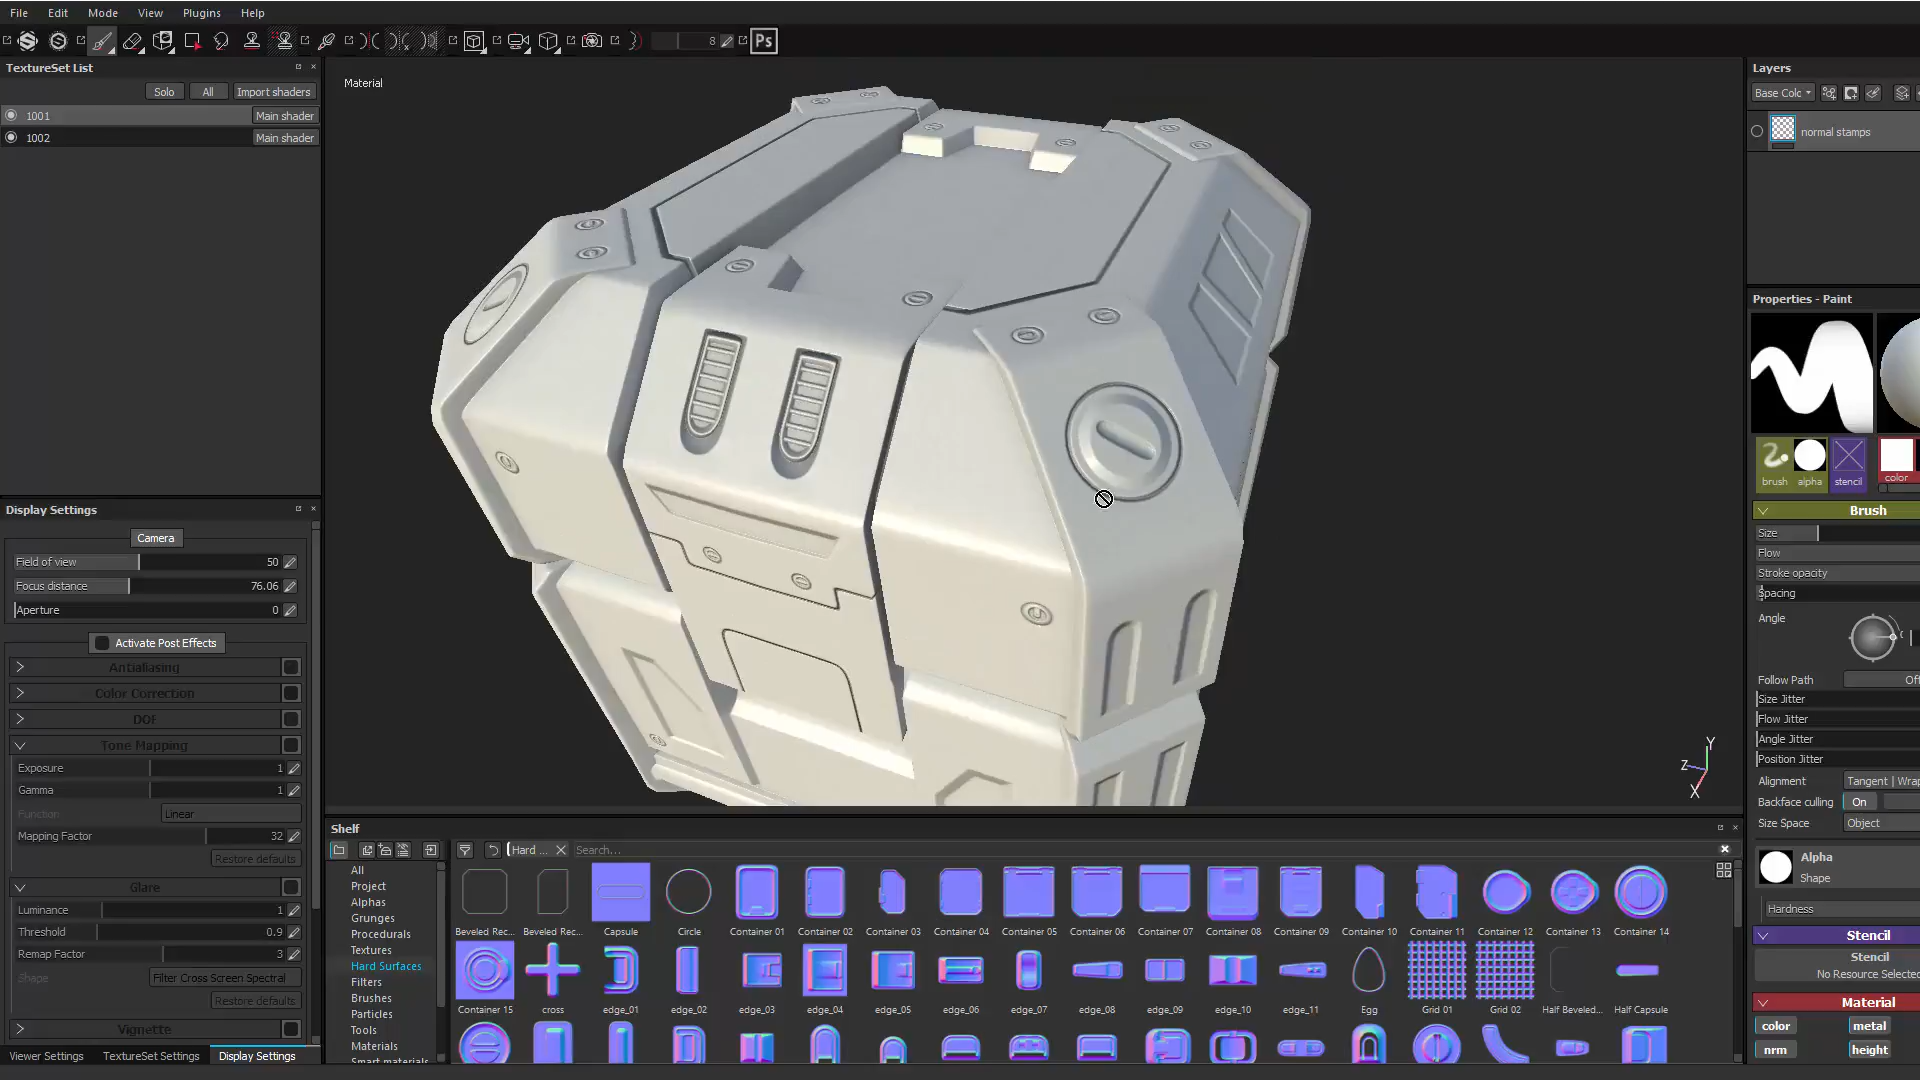 File Edit Mode View Plugins Help
8 Ps
TextureSet List
Solo All Import shaders
1001 Main shader
1002 Main shader
Material
Layers
Base Colc
normal stamps
Properties - Paint
brush alpha stencil color
Brush
Size
Flow
Stroke opacity
Spacing
Angle
Follow Path
Size Jitter
Flow Jitter
Angle Jitter
Position Jitter
Alignment Tangent | Wrap
Backface culling On
Size Space Object
Alpha
Shape
Hardness
Stencil
Stencil
No Resource Selected
Material
color metal
nrm height
Display Settings
Camera
Field of view 50
Focus distance 76.06
Aperture 0
Activate Post Effects
Antialiasing
Color Correction
DOF
Tone Mapping
Exposure 1
Gamma 1
Function Linear
Mapping Factor 32
Restore defaults
Glare
Luminance 1
Threshold 0.9
Remap Factor 3
Shape Filter Cross Screen Spectral
Restore defaults
Vignette
Viewer Settings TextureSet Settings Display Settings
Y
Z
X
Shelf
Hard ... Search...
All
Project
Alphas
Grunges
Procedurals
Textures
Hard Surfaces
Filters
Brushes
Particles
Tools
Materials
Smart materials
Beveled Rec... Beveled Rec... Capsule Circle Container 01 Container 02 Container 03 Container 04 Container 05 Container 06 Container 07 Container 08 Container 09 Container 10 Container 11 Container 12 Container 13 Container 14
Container 15 cross edge_01 edge_02 edge_03 edge_04 edge_05 edge_06 edge_07 edge_08 edge_09 edge_10 edge_11 Egg Grid 01 Grid 02 Half Beveled... Half Capsule